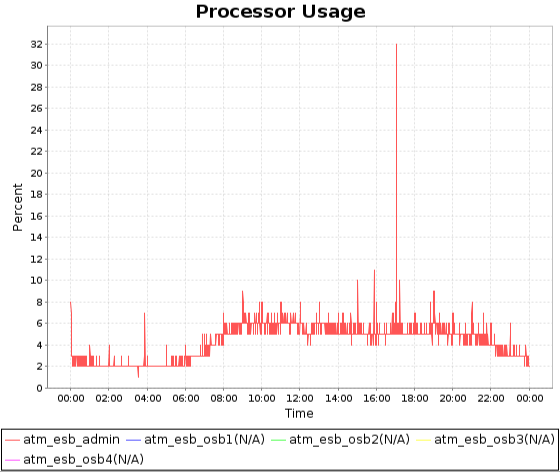 Processor Usage
Percent
32
30
28
26
24
22
20
18
16
14
12
10
8
6
4
2
0
00:00 02:00 04:00 06:00 08:00 10:00 12:00 14:00 15:00 16:00 18:00 20:00 22:00 00:00
Time
atm_esb_admin atm_esb_osb1(N/A) atm_esb_osb2(N/A) atm_esb_osb3(N/A)
atm_esb_osb4(N/A)